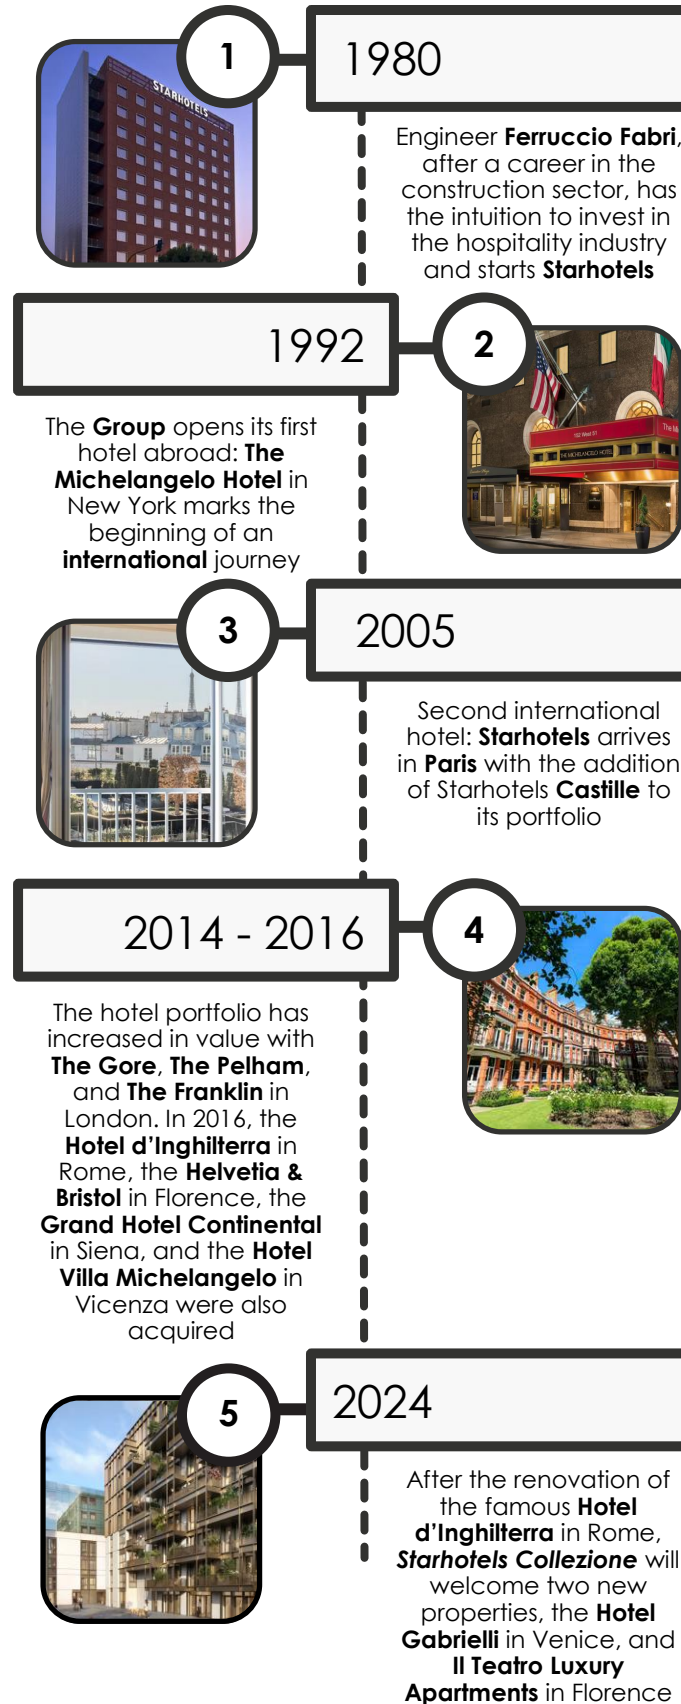 1
1980
STARHOTELS
Engineer Ferruccio Fabri,
after a career in the
construction sector, has
the intuition to invest in
the hospitality industry
and starts Starhotels
1992
2
The Group opens its first
hotel abroad: The
Michelangelo Hotel in
New York marks the
beginning of an
international journey
THE MICHELANGELO HOTEL
3
2005
Second international
hotel: Starhotels arrives
in Paris with the addition
of Starhotels Castille to
its portfolio
2014 - 2016
4
The hotel portfolio has
increased in value with
The Gore, The Pelham,
and The Franklin in
London. In 2016, the
Hotel d’Inghilterra in
Rome, the Helvetia &
Bristol in Florence, the
Grand Hotel Continental
in Siena, and the Hotel
Villa Michelangelo in
Vicenza were also
acquired
5
2024
After the renovation of
the famous Hotel
d’Inghilterra in Rome,
Starhotels Collezione will
welcome two new
properties, the Hotel
Gabrielli in Venice, and
Il Teatro Luxury
Apartments in Florence